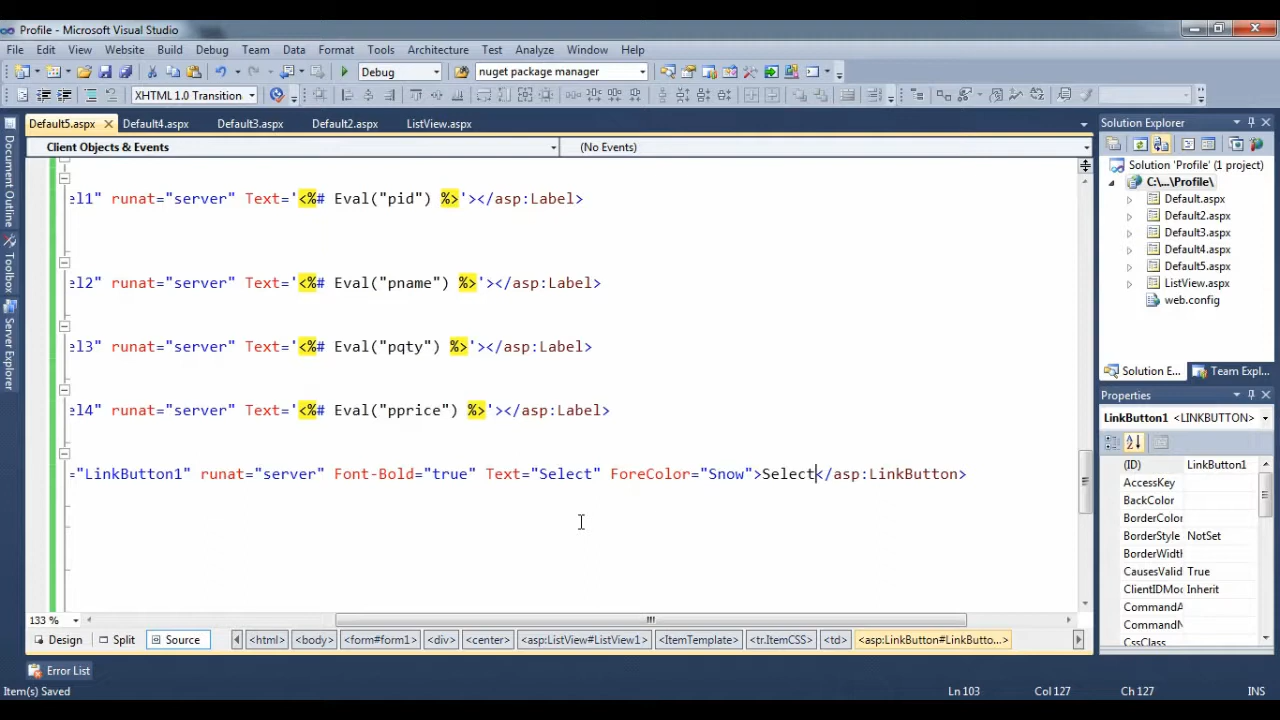 Profile - Microsoft Visual Studio
File Edit View Website Build Debug Team Data Format Tools Architecture Test Analyze Window Help
Debug nuget package manager
XHTML 1.0 Transition
Default5.aspx Default4.aspx Default3.aspx Default2.aspx ListView.aspx
Client Objects & Events (No Events)
el1" runat="server" Text='<%# Eval("pid") %>'></asp:Label>
el2" runat="server" Text='<%# Eval("pname") %>'></asp:Label>
el3" runat="server" Text='<%# Eval("pqty") %>'></asp:Label>
el4" runat="server" Text='<%# Eval("pprice") %>'></asp:Label>
="LinkButton1" runat="server" Font-Bold="true" Text="Select" ForeColor="Snow">Select</asp:LinkButton>
133 %
Design Split Source <html> <body> <form#form1> <div> <center> <asp:ListView#ListView1> <ItemTemplate> <tr.ItemCSS> <td> <asp:LinkButton#LinkButto...>
Error List
Item(s) Saved Ln 103 Col 127 Ch 127 INS
Document Outline
Toolbox
Server Explorer
Solution Explorer
Solution 'Profile' (1 project)
C:\...\Profile\
Default.aspx
Default2.aspx
Default3.aspx
Default4.aspx
Default5.aspx
ListView.aspx
web.config
Solution E... Team Expl...
Properties
LinkButton1 <LINKBUTTON>
(ID) LinkButton1
AccessKey
BackColor
BorderColor
BorderStyle NotSet
BorderWidth
CausesValid True
ClientIDMod Inherit
CommandA
CommandN
CssClass